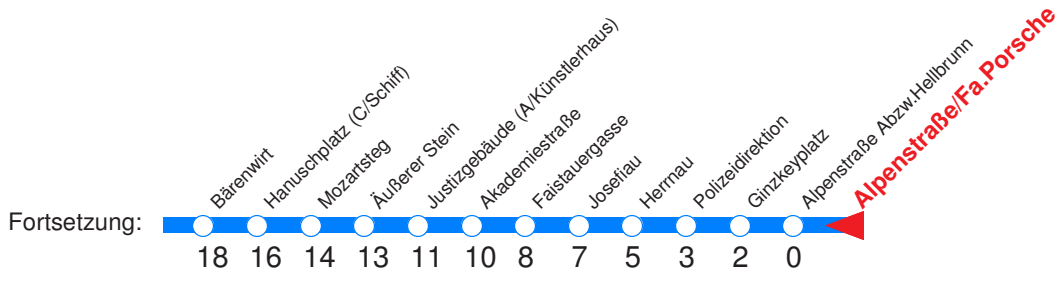 Fortsetzung:
Bärenwirt
Hanuschplatz (C/Schiff)
Mozartsteg
Äußerer Stein
Justizgebäude (A/Künstlerhaus)
Akademiestraße
Faistauergasse
Josefiau
Herrnau
Polizeidirektion
Ginzkeyplatz
Alpenstraße Abzw.Hellbrunn
Alpenstraße/Fa.Porsche
18 16 14 13 11 10 8 7 5 3 2 0